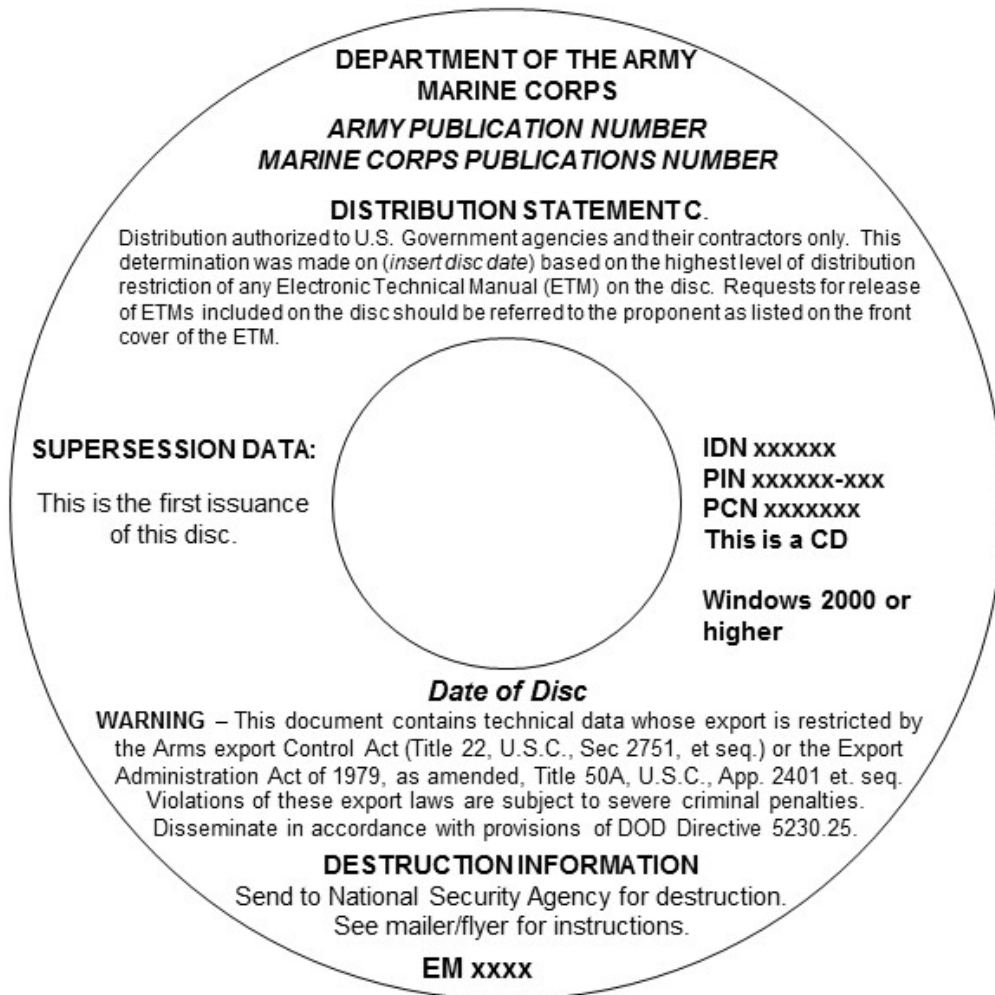 DEPARTMENT OF THE ARMY
MARINE CORPS
ARMY PUBLICATION NUMBER
MARINE CORPS PUBLICATIONS NUMBER
DISTRIBUTION STATEMENT C.
Distribution authorized to U.S. Government agencies and their contractors only. This
determination was made on (insert disc date) based on the highest level of distribution
restriction of any Electronic Technical Manual (ETM) on the disc. Requests for release
of ETMs included on the disc should be referred to the proponent as listed on the front
cover of the ETM.
SUPERSESSION DATA:
This is the first issuance
of this disc.
IDN xxxxxx
PIN xxxxxx-xxx
PCN xxxxxxx
This is a CD
Windows 2000 or
higher
Date of Disc
WARNING – This document contains technical data whose export is restricted by
the Arms export Control Act (Title 22, U.S.C., Sec 2751, et seq.) or the Export
Administration Act of 1979, as amended, Title 50A, U.S.C., App. 2401 et. seq.
Violations of these export laws are subject to severe criminal penalties.
Disseminate in accordance with provisions of DOD Directive 5230.25.
DESTRUCTION INFORMATION
Send to National Security Agency for destruction.
See mailer/flyer for instructions.
EM xxxx